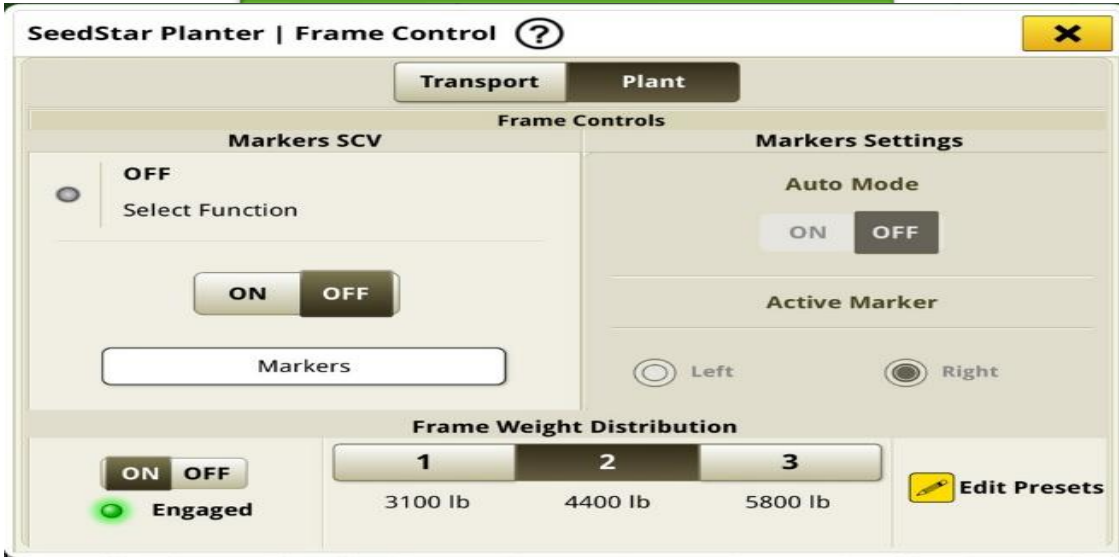 SeedStar Planter | Frame Control ?
Transport Plant
Frame Controls
Markers SCV
Markers Settings
OFF
Select Function
Auto Mode
ON OFF
ON OFF
Active Marker
Markers
Left Right
Frame Weight Distribution
ON OFF
Engaged
1 2 3
3100 lb 4400 lb 5800 lb
Edit Presets